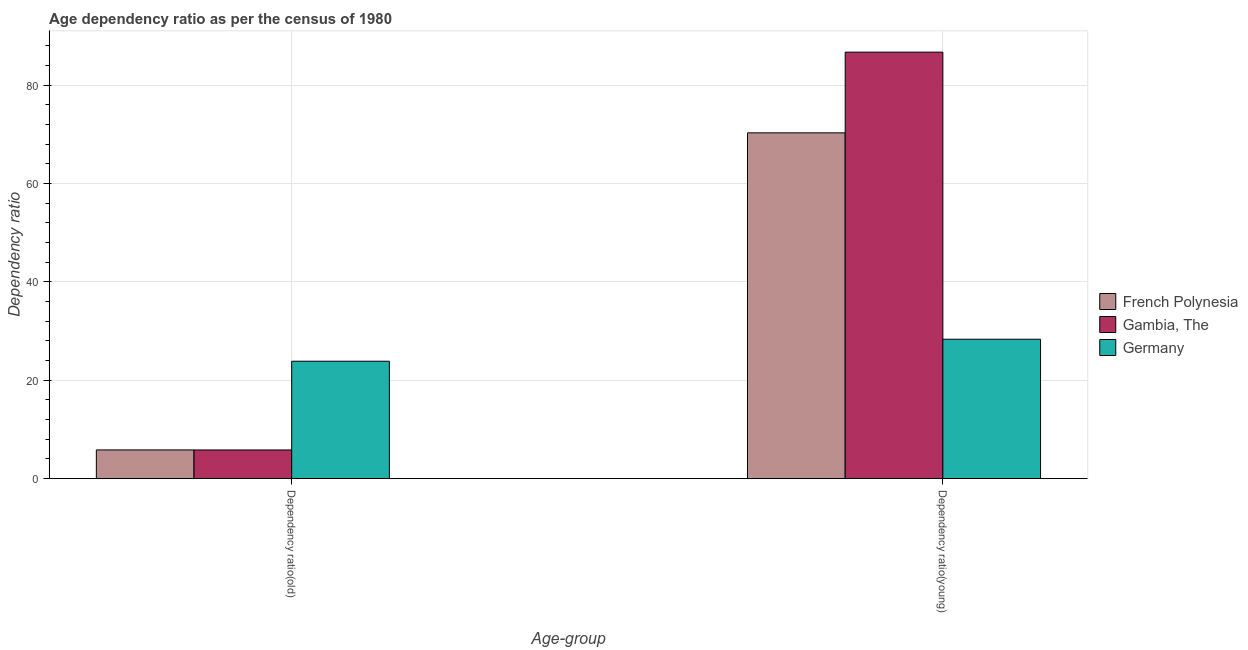 Age dependency ratio as per the census of 1980
Dependency ratio
80
60
40
20
0
Dependency ratio(old)
Dependency ratio(young)
Age-group
French Polynesia
Gambia, The
Germany